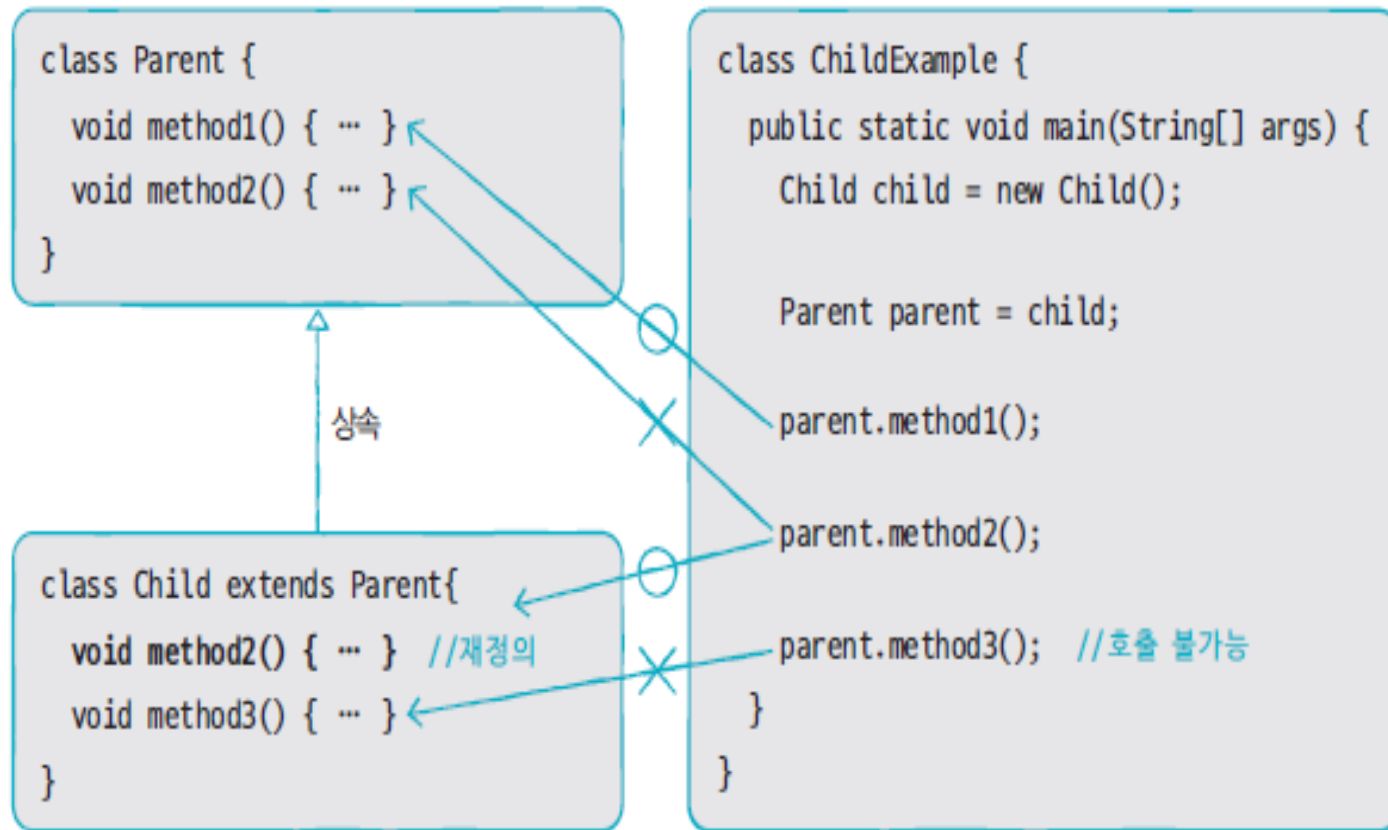 class Parent {
void method1() { … }
void method2() { … }
}
상속
class Child extends Parent{
void method2() { … } //재정의
void method3() { … }
}
class ChildExample {
public static void main(String[] args) {
Child child = new Child();
Parent parent = child;
parent.method1();
parent.method2();
parent.method3(); //호출 불가능
}
}